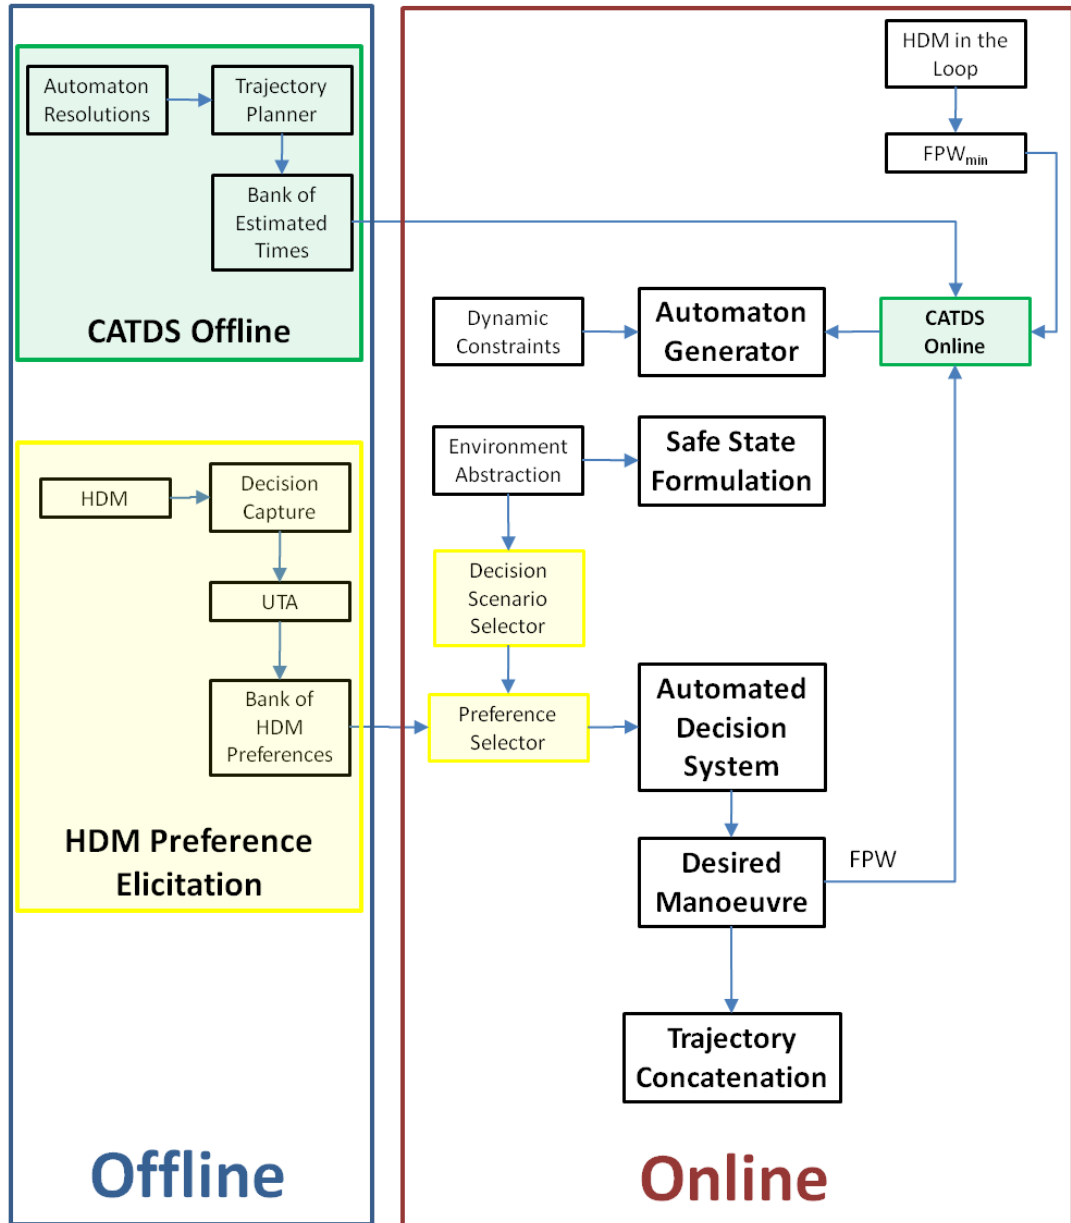 Automaton
Resolutions
Trajectory
Planner
Bank of
Estimated
Times
CATDS Offline
HDM
Decision
Capture
UTA
Bank of
HDM
Preferences
HDM Preference
Elicitation
Offline
HDM in the
Loop
FPWmin
Dynamic
Constraints
Automaton
Generator
CATDS
Online
Environment
Abstraction
Safe State
Formulation
Decision
Scenario
Selector
Preference
Selector
Automated
Decision
System
Desired
Manoeuvre
FPW
Trajectory
Concatenation
Online